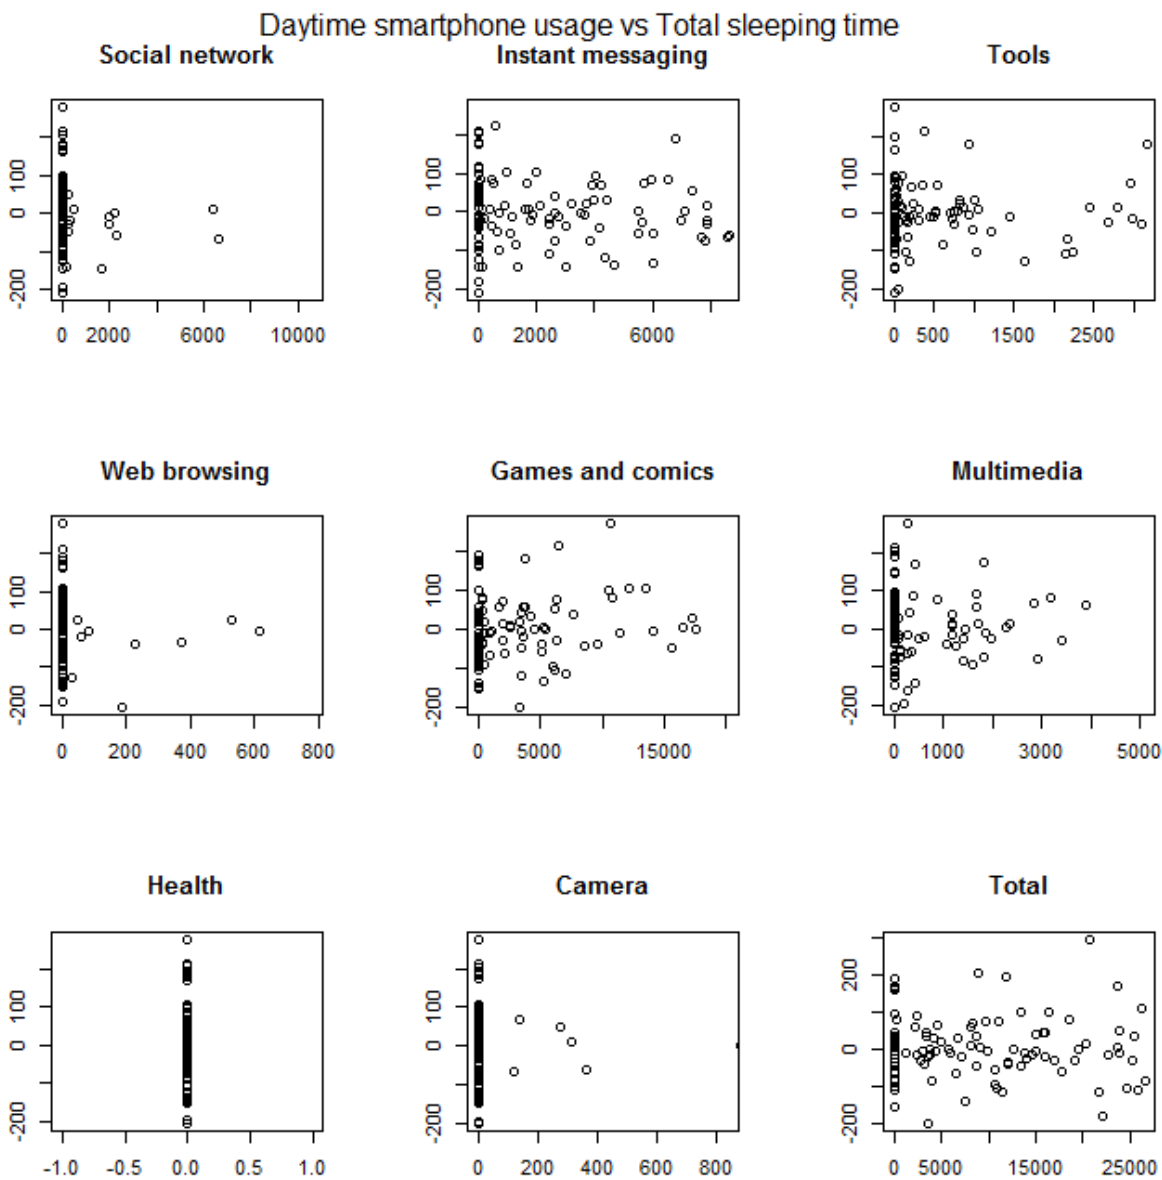 Daytime smartphone usage vs Total sleeping time
Social network Instant messaging Tools
-200 0 100 -200 0 100 -200 0 100
0 2000 6000 10000 0 2000 6000 0 500 1500 2500
Web browsing Games and comics Multimedia
-200 0 100 -200 0 100 -200 0 100
0 200 400 600 800 0 5000 15000 0 1000 3000 5000
Health Camera Total
-200 0 100 -200 0 100 -200 0 200
-1.0 -0.5 0.0 0.5 1.0 0 200 400 600 800 0 5000 15000 25000